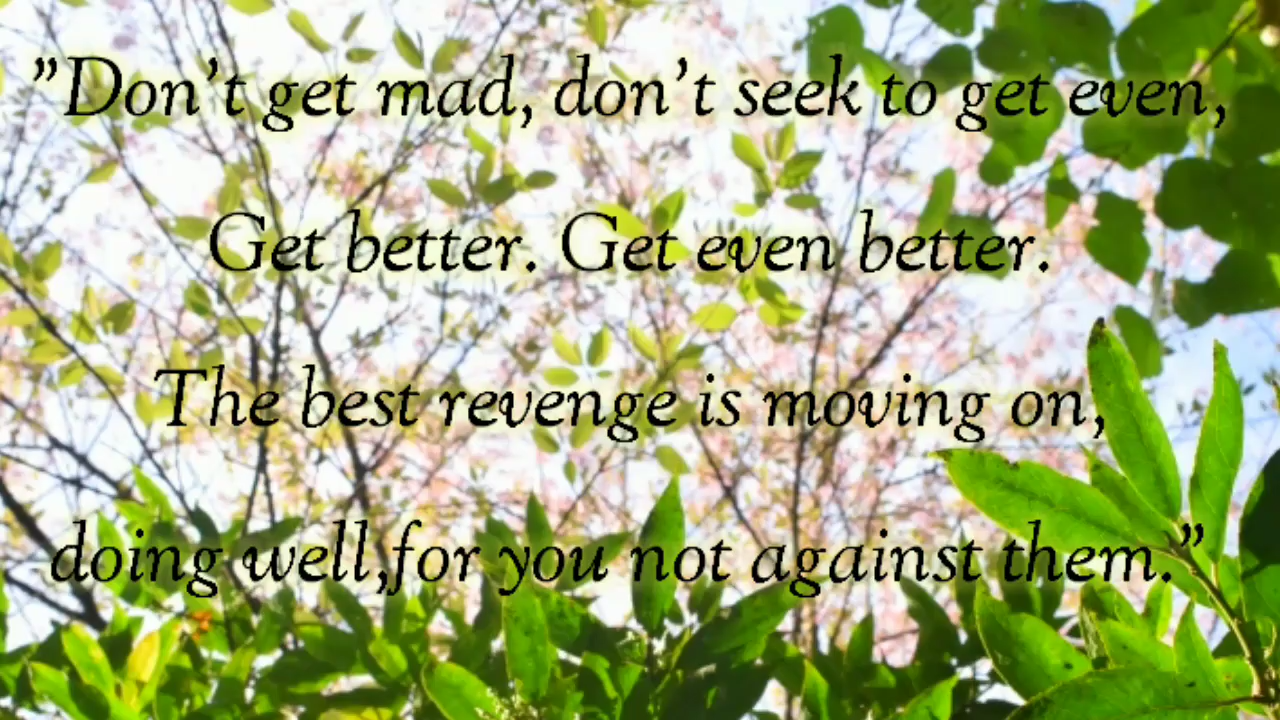 "Don't get mad, don't seek to get even,
Get better. Get even better.
The best revenge is moving on,
doing well,for you not against them."